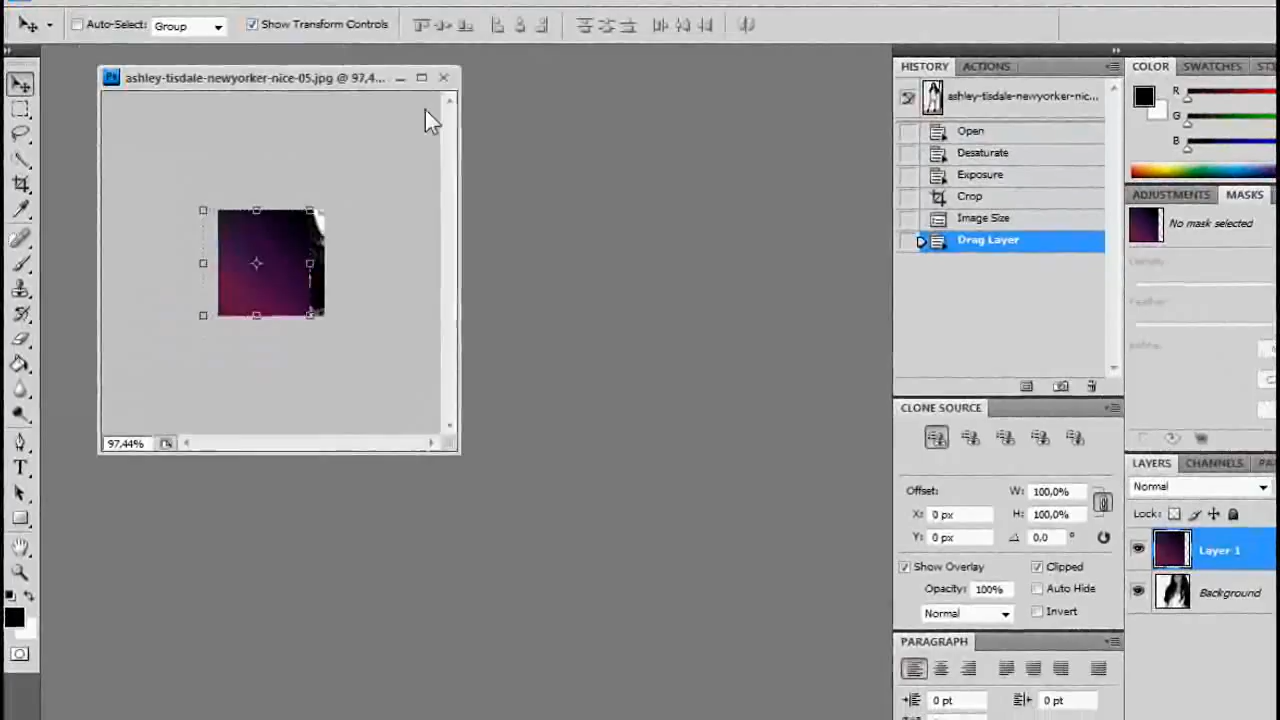 Auto-Select: Group Show Transform Controls
Ps ashley-tisdale-newyorker-nice-05.jpg @ 97,4...
97,44%
HISTORY ACTIONS
ashley-tisdale-newyorker-nic...
Open
Desaturate
Exposure
Crop
Image Size
Drag Layer
CLONE SOURCE
Offset: W: 100,0%
X: 0 px H: 100,0%
Y: 0 px 0,0 °
Show Overlay Clipped
Opacity: 100% Auto Hide
Normal Invert
PARAGRAPH
0 pt 0 pt
COLOR SWATCHES
R
G
B
ADJUSTMENTS MASKS
No mask selected
LAYERS CHANNELS
Normal
Lock:
Layer 1
Background